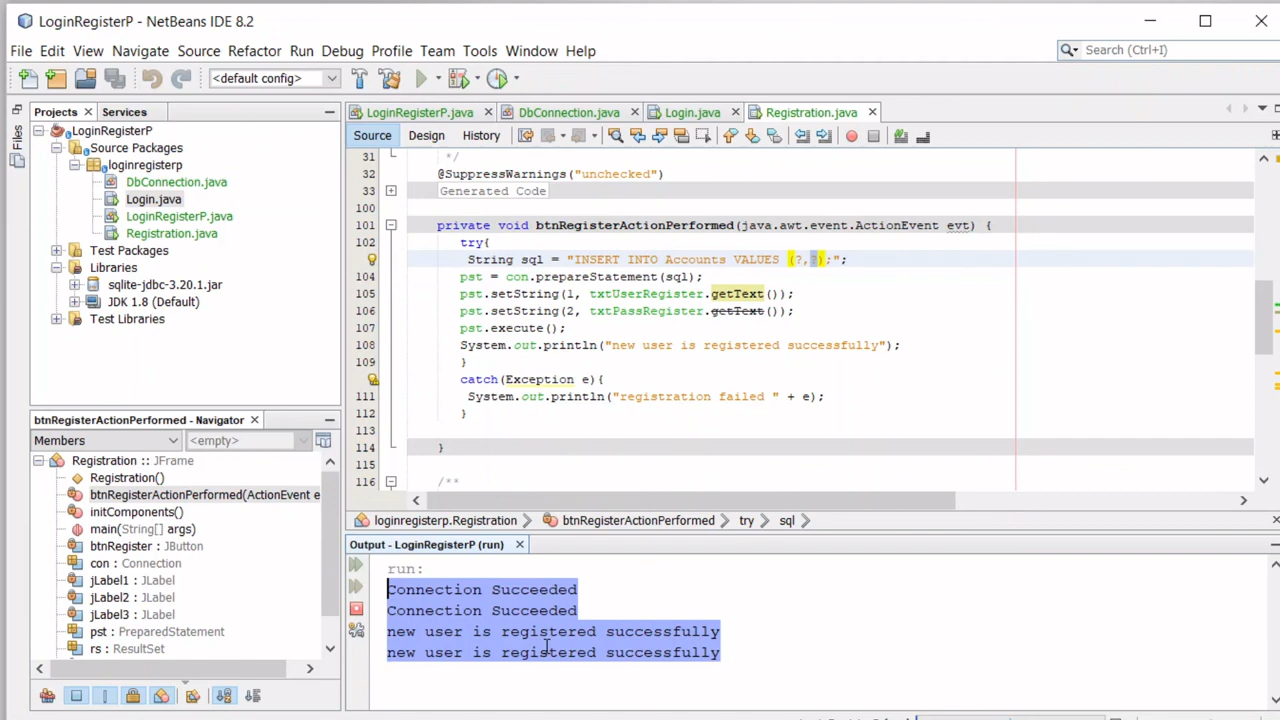 LoginRegisterP - NetBeans IDE 8.2
File Edit View Navigate Source Refactor Run Debug Profile Team Tools Window Help
Search (Ctrl+I)
<default config>
Projects
Services
LoginRegisterP.java
DbConnection.java
Login.java
Registration.java
Files
LoginRegisterP
Source Packages
loginregisterp
DbConnection.java
Login.java
LoginRegisterP.java
Registration.java
Test Packages
Libraries
sqlite-jdbc-3.20.1.jar
JDK 1.8 (Default)
Test Libraries
Source Design History
31 */
32 @SuppressWarnings("unchecked")
33 Generated Code
100
101 private void btnRegisterActionPerformed(java.awt.event.ActionEvent evt) {
102 try{
String sql = "INSERT INTO Accounts VALUES (?,?);";
104 pst = con.prepareStatement(sql);
105 pst.setString(1, txtUserRegister.getText());
106 pst.setString(2, txtPassRegister.getText());
107 pst.execute();
108 System.out.println("new user is registered successfully");
109 }
catch(Exception e){
111 System.out.println("registration failed " + e);
112 }
113
114 }
115
116 /**
btnRegisterActionPerformed - Navigator
Members
<empty>
Registration :: JFrame
Registration()
btnRegisterActionPerformed(ActionEvent e
initComponents()
main(String[] args)
btnRegister : JButton
con : Connection
jLabel1 : JLabel
jLabel2 : JLabel
jLabel3 : JLabel
pst : PreparedStatement
rs : ResultSet
loginregisterp.Registration
btnRegisterActionPerformed
try
sql
Output - LoginRegisterP (run)
run:
Connection Succeeded
Connection Succeeded
new user is registered successfully
new user is registered successfully